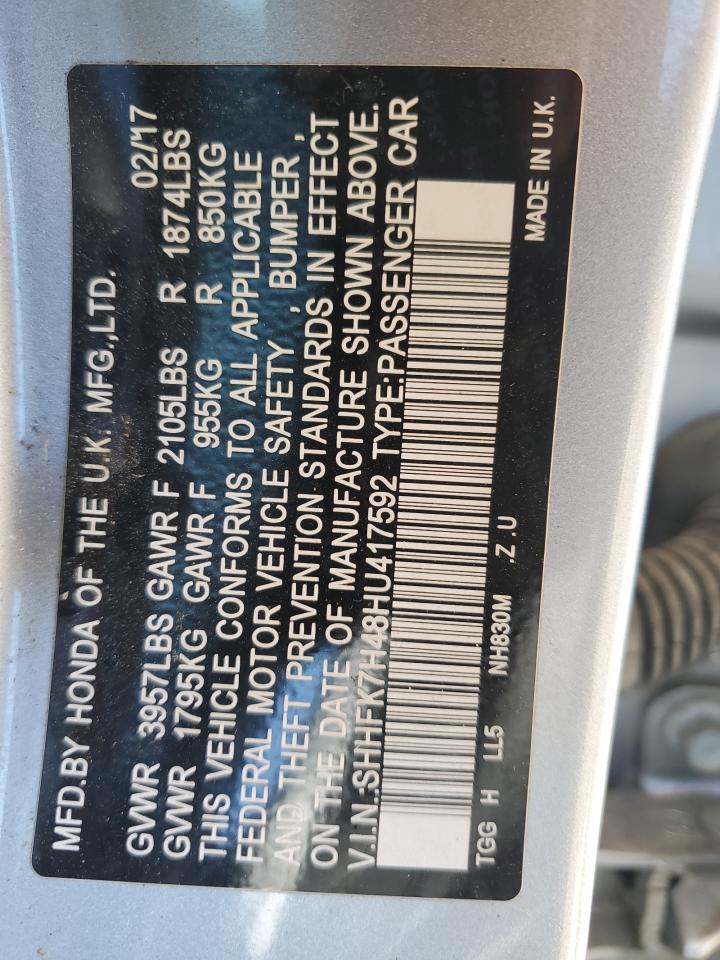 MFD.BY HONDA OF THE U.K. MFG.,LTD.
02/17
GVWR 3957LBS GAWR F 2105LBS R 1874LBS
GVWR 1795KG GAWR F 955KG R 850KG
THIS VEHICLE CONFORMS TO ALL APPLICABLE
FEDERAL MOTOR VEHICLE SAFETY , BUMPER ,
AND THEFT PREVENTION STANDARDS IN EFFECT
ON THE DATE OF MANUFACTURE SHOWN ABOVE.
V.I.N.:SHHFK7H48HU417592 TYPE:PASSENGER CAR
TGG H LL5 NH830M .Z .U
MADE IN U.K.